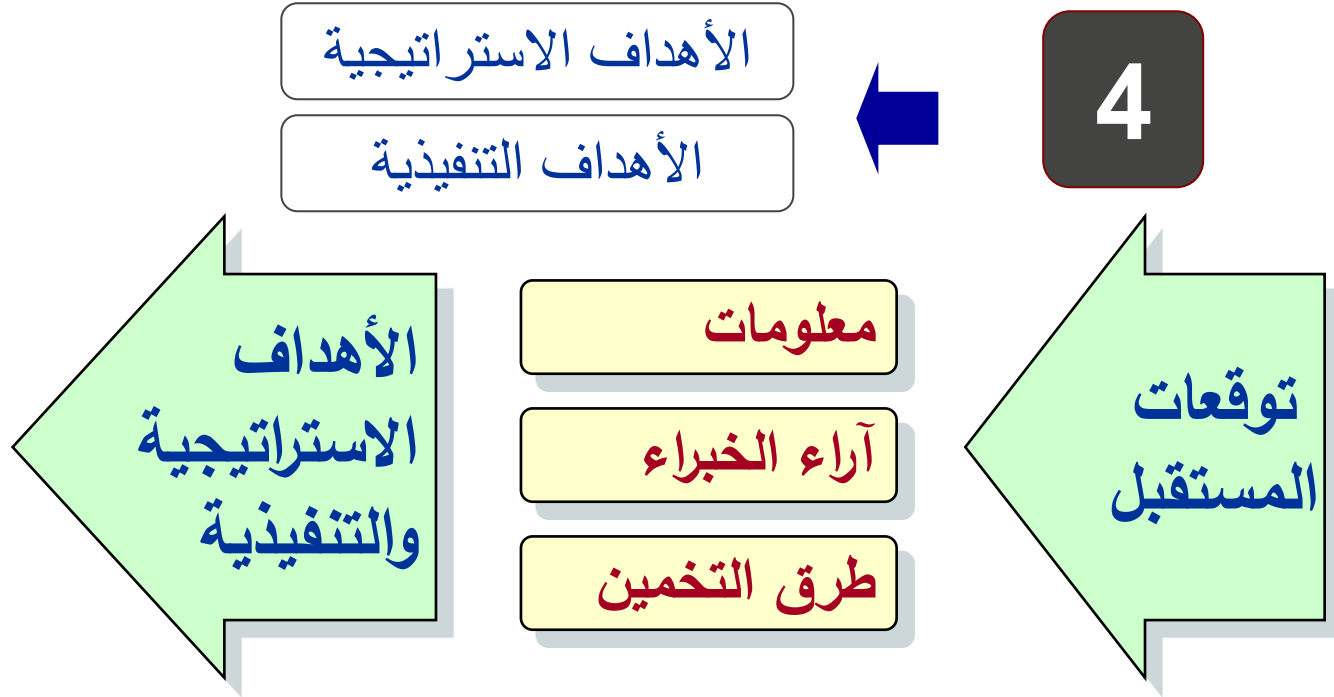 4
الأهداف الاستراتيجية
الأهداف التنفيذية
توقعات
المستقبل
معلومات
آراء الخبراء
طرق التخمين
الأهداف
الاستراتيجية
والتنفيذية